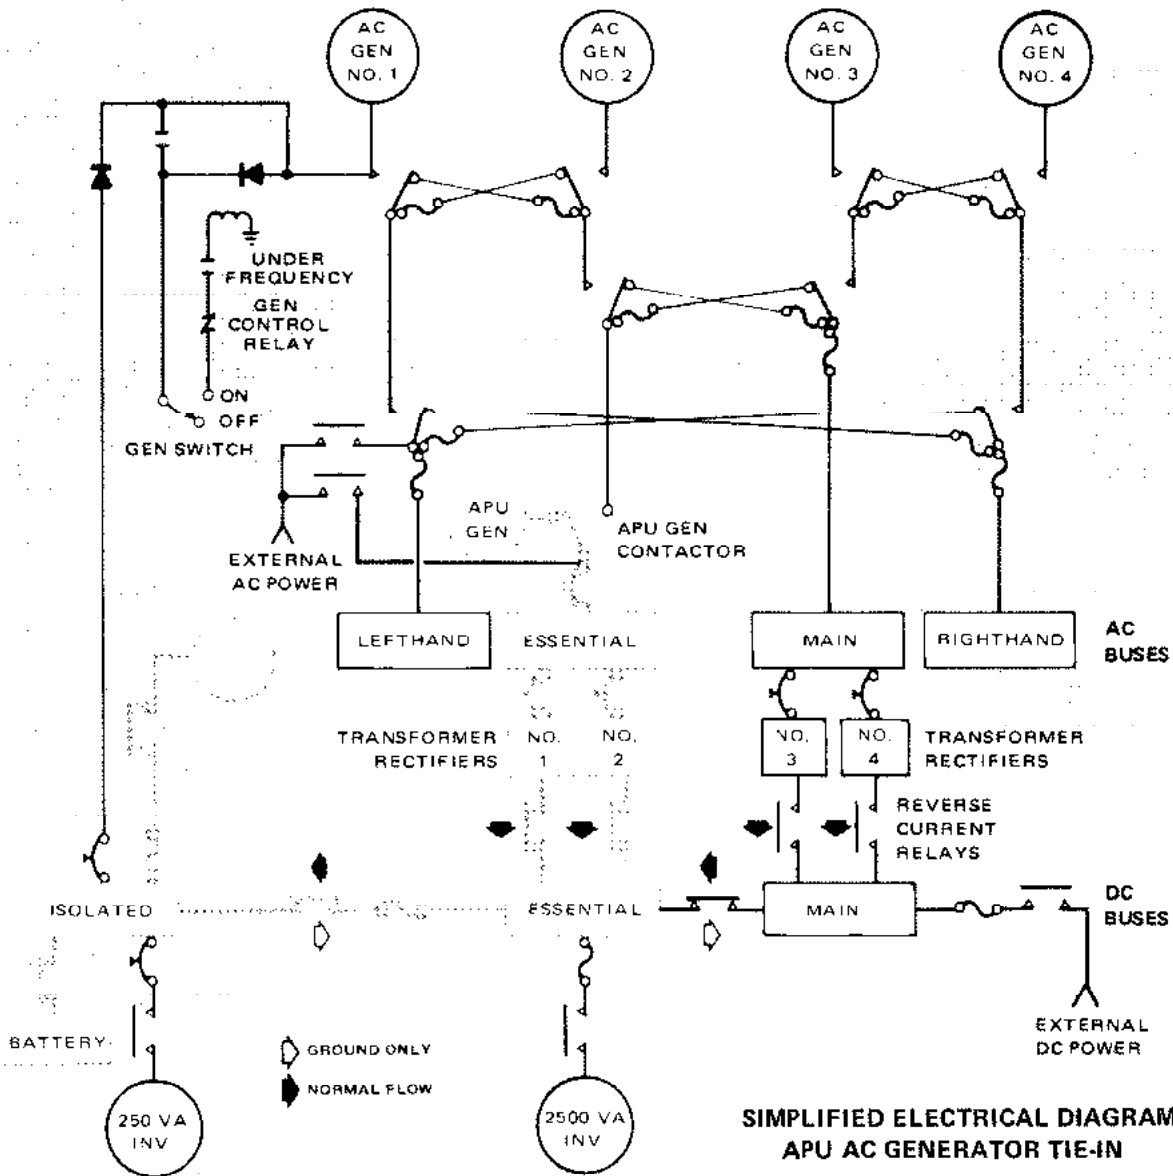 AC
GEN
NO. 1
AC
GEN
NO. 2
AC
GEN
NO. 3
AC
GEN
NO. 4
UNDER
FREQUENCY
GEN
CONTROL
RELAY
ON
OFF
GEN SWITCH
EXTERNAL
AC POWER
APU
GEN
APU GEN
CONTACTOR
LEFTHAND
ESSENTIAL
MAIN
RIGHTHAND
AC
BUSES
TRANSFORMER
RECTIFIERS
NO.
1
NO.
2
NO.
3
NO.
4
TRANSFORMER
RECTIFIERS
REVERSE
CURRENT
RELAYS
ISOLATED
ESSENTIAL
MAIN
DC
BUSES
BATTERY
GROUND ONLY
NORMAL FLOW
EXTERNAL
DC POWER
250 VA
INV
2500 VA
INV
SIMPLIFIED ELECTRICAL DIAGRAM
APU AC GENERATOR TIE-IN